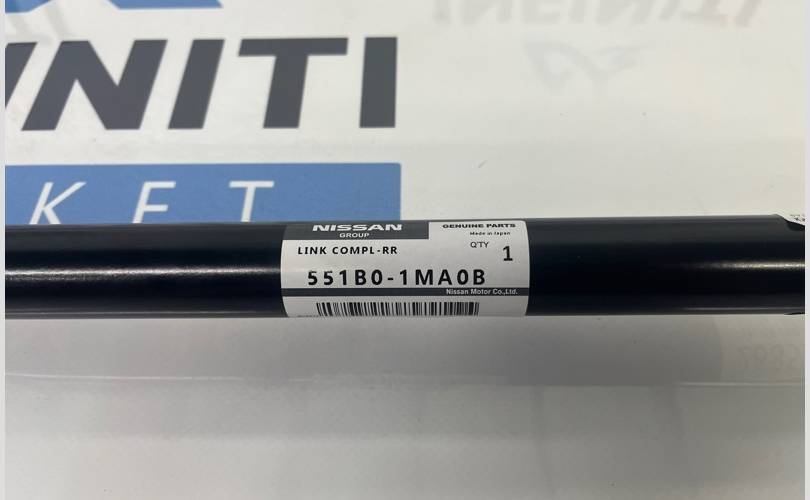 INFINITI
NITI
KET
NISSAN
GROUP
GENUINE PARTS
Made in Japan
LINK COMPL-RR
Q'TY
1
551B0-1MA0B
Nissan Motor Co.,Ltd.